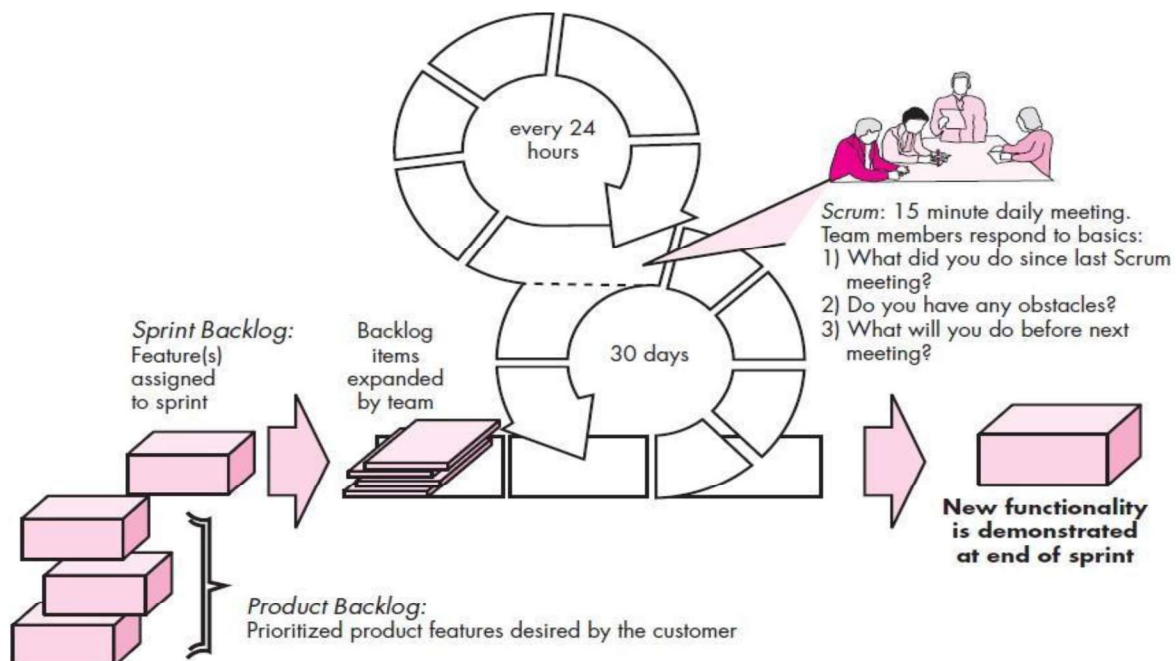 every 24
hours
Scrum: 15 minute daily meeting.
Team members respond to basics:
1) What did you do since last Scrum
meeting?
2) Do you have any obstacles?
3) What will you do before next
meeting?
30 days
Sprint Backlog:
Feature(s)
assigned
to sprint
Backlog
items
expanded
by team
New functionality
is demonstrated
at end of sprint
Product Backlog:
Prioritized product features desired by the customer